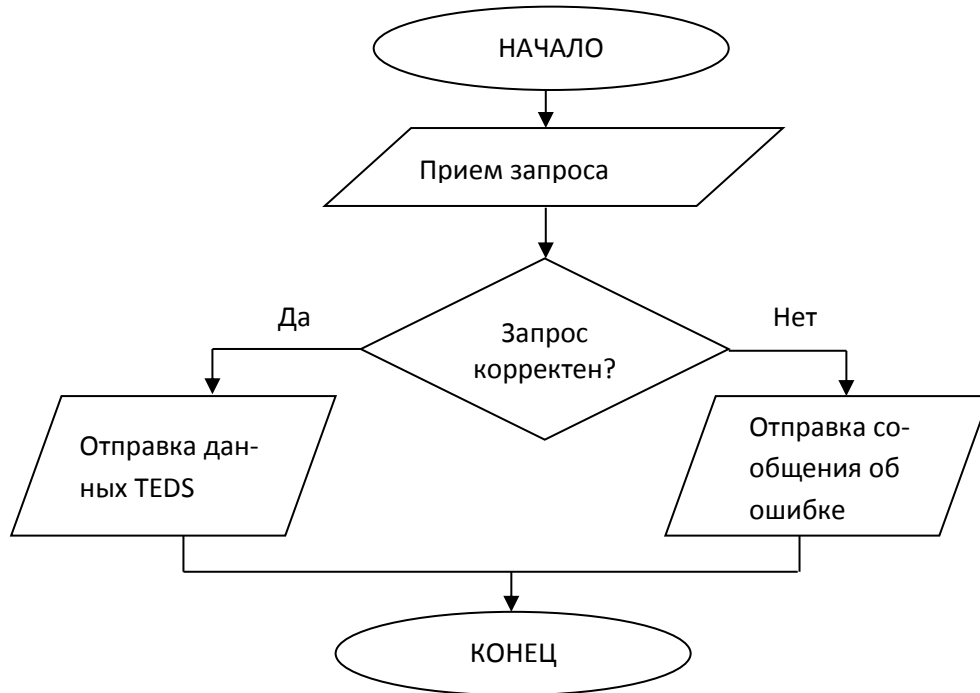 НАЧАЛО
Прием запроса
Да
Нет
Запрос
корректен?
Отправка дан-
ных TEDS
Отправка со-
общения об
ошибке
КОНЕЦ